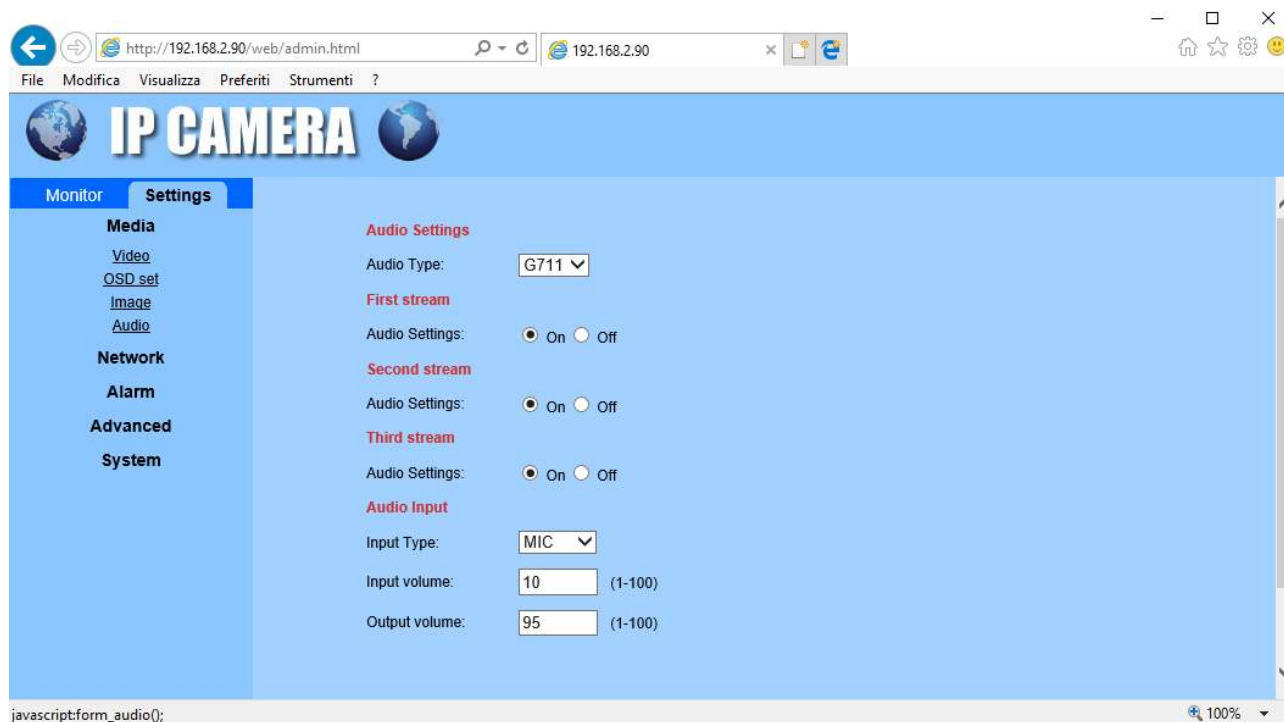 http://192.168.2.90/web/admin.html
192.168.2.90
File Modifica Visualizza Preferiti Strumenti ?
IP CAMERA
Monitor Settings
Media
Video
OSD set
Image
Audio
Network
Alarm
Advanced
System
Audio Settings
Audio Type: G711
First stream
Audio Settings: On Off
Second stream
Audio Settings: On Off
Third stream
Audio Settings: On Off
Audio Input
Input Type: MIC
Input volume: 10 (1-100)
Output volume: 95 (1-100)
javascript:form_audio();
100%